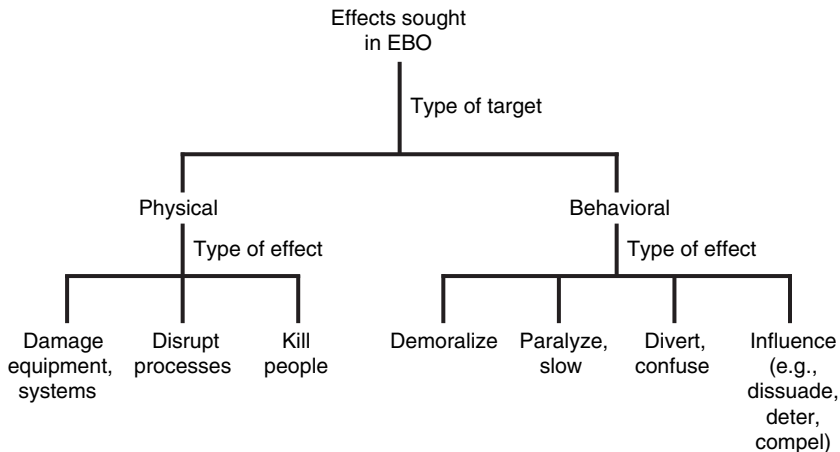 Effects sought
in EBO
Type of target
Physical
Behavioral
Type of effect
Type of effect
Damage
equipment,
systems
Disrupt
processes
Kill
people
Demoralize
Paralyze,
slow
Divert,
confuse
Influence
(e.g.,
dissuade,
deter,
compel)